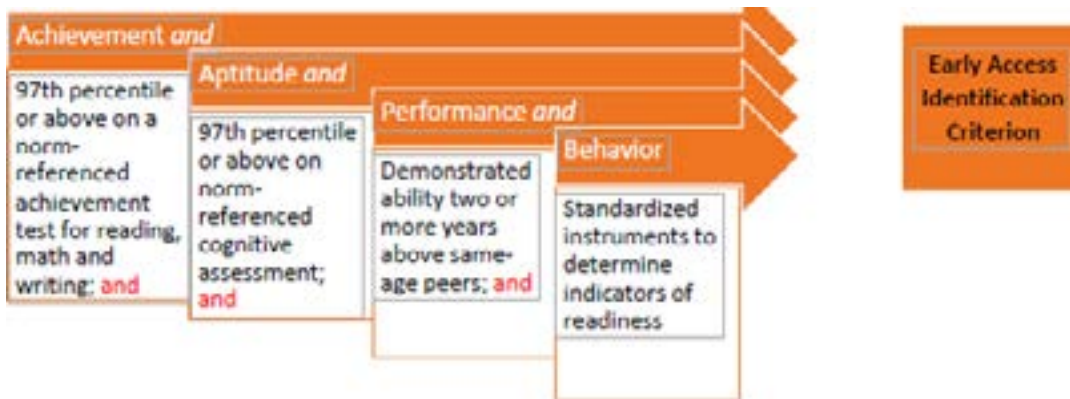 Achievement and
97th percentile
or above on a
norm-
referenced
achievement
test for reading,
math and
writing; and
Aptitude and
97th percentile
or above on
norm-
referenced
cognitive
assessment;
and
Performance and
Demonstrated
ability two or
more years
above same-
age peers; and
Behavior
Standardized
instruments to
determine
indicators of
readiness
Early Access
Identification
Criterion